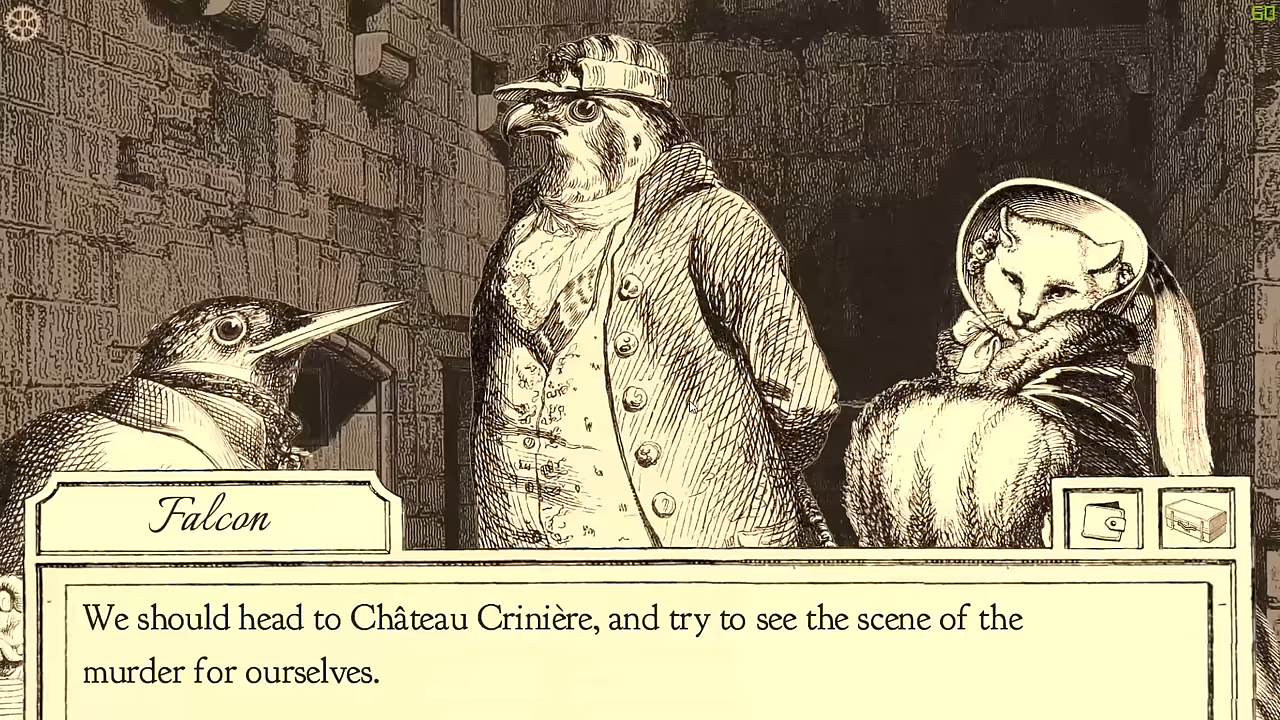 60
Falcon
We should head to Château Crinière, and try to see the scene of the
murder for ourselves.